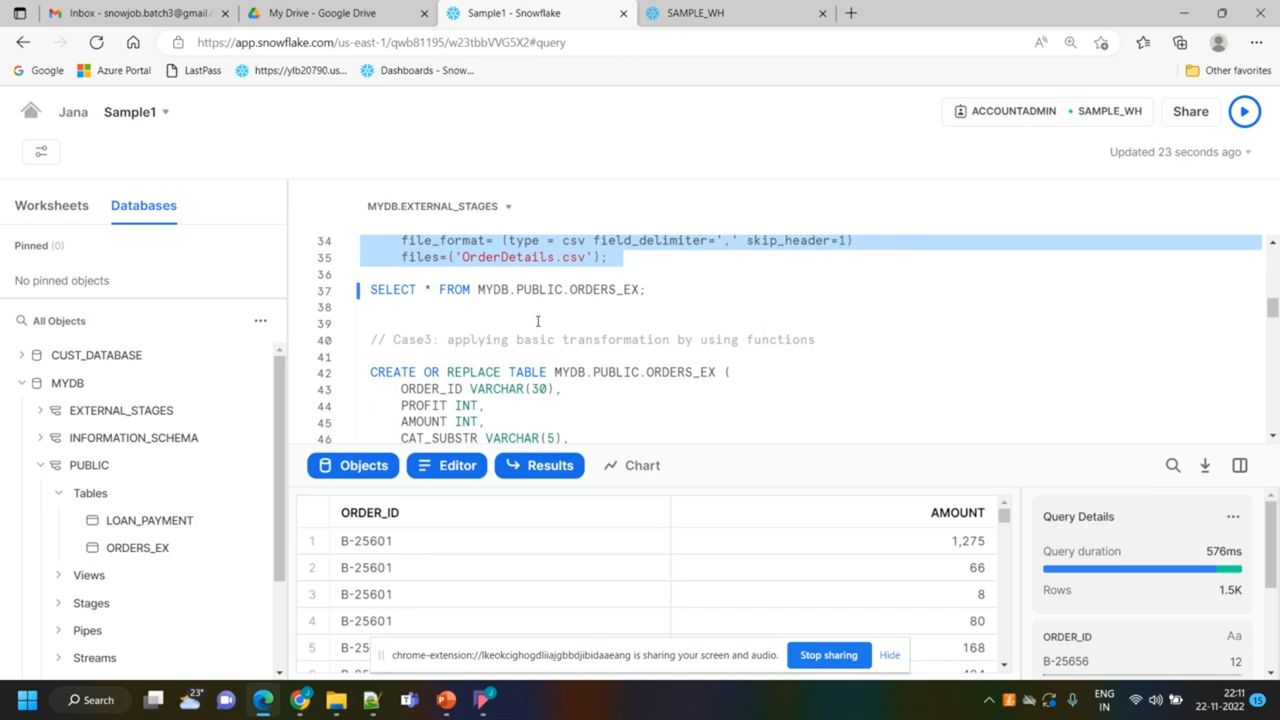 Inbox - snowjob.batch3@gmail.c
My Drive - Google Drive
Sample1 - Snowflake
SAMPLE_WH
https://app.snowflake.com/us-east-1/qwb81195/w23tbbVVG5X2#query
Google
Azure Portal
LastPass
https://ylb20790.us...
Dashboards - Snow...
Other favorites
Jana
Sample1
ACCOUNTADMIN
SAMPLE_WH
Share
Updated 23 seconds ago
Worksheets
Databases
Pinned (0)
No pinned objects
All Objects
CUST_DATABASE
MYDB
EXTERNAL_STAGES
INFORMATION_SCHEMA
PUBLIC
Tables
LOAN_PAYMENT
ORDERS_EX
Views
Stages
Pipes
Streams
MYDB.EXTERNAL_STAGES
34 file_format= (type = csv field_delimiter=',' skip_header=1)
35 files=('OrderDetails.csv');
36
37 SELECT * FROM MYDB.PUBLIC.ORDERS_EX;
38
39
40 // Case3: applying basic transformation by using functions
41
42 CREATE OR REPLACE TABLE MYDB.PUBLIC.ORDERS_EX (
43 ORDER_ID VARCHAR(30),
44 PROFIT INT,
45 AMOUNT INT,
46 CAT_SUBSTR VARCHAR(5),
Objects
Editor
Results
Chart
ORDER_ID AMOUNT
1 B-25601 1,275
2 B-25601 66
3 B-25601 8
4 B-25601 80
5 B-25 168
Query Details
Query duration 576ms
Rows 1.5K
ORDER_ID Aa
B-25656 12
chrome-extension://lkeokcighogdliiajgbbdjibidaaeang is sharing your screen and audio.
Stop sharing
Hide
Search
23°
ENG
IN
22:11
22-11-2022
15